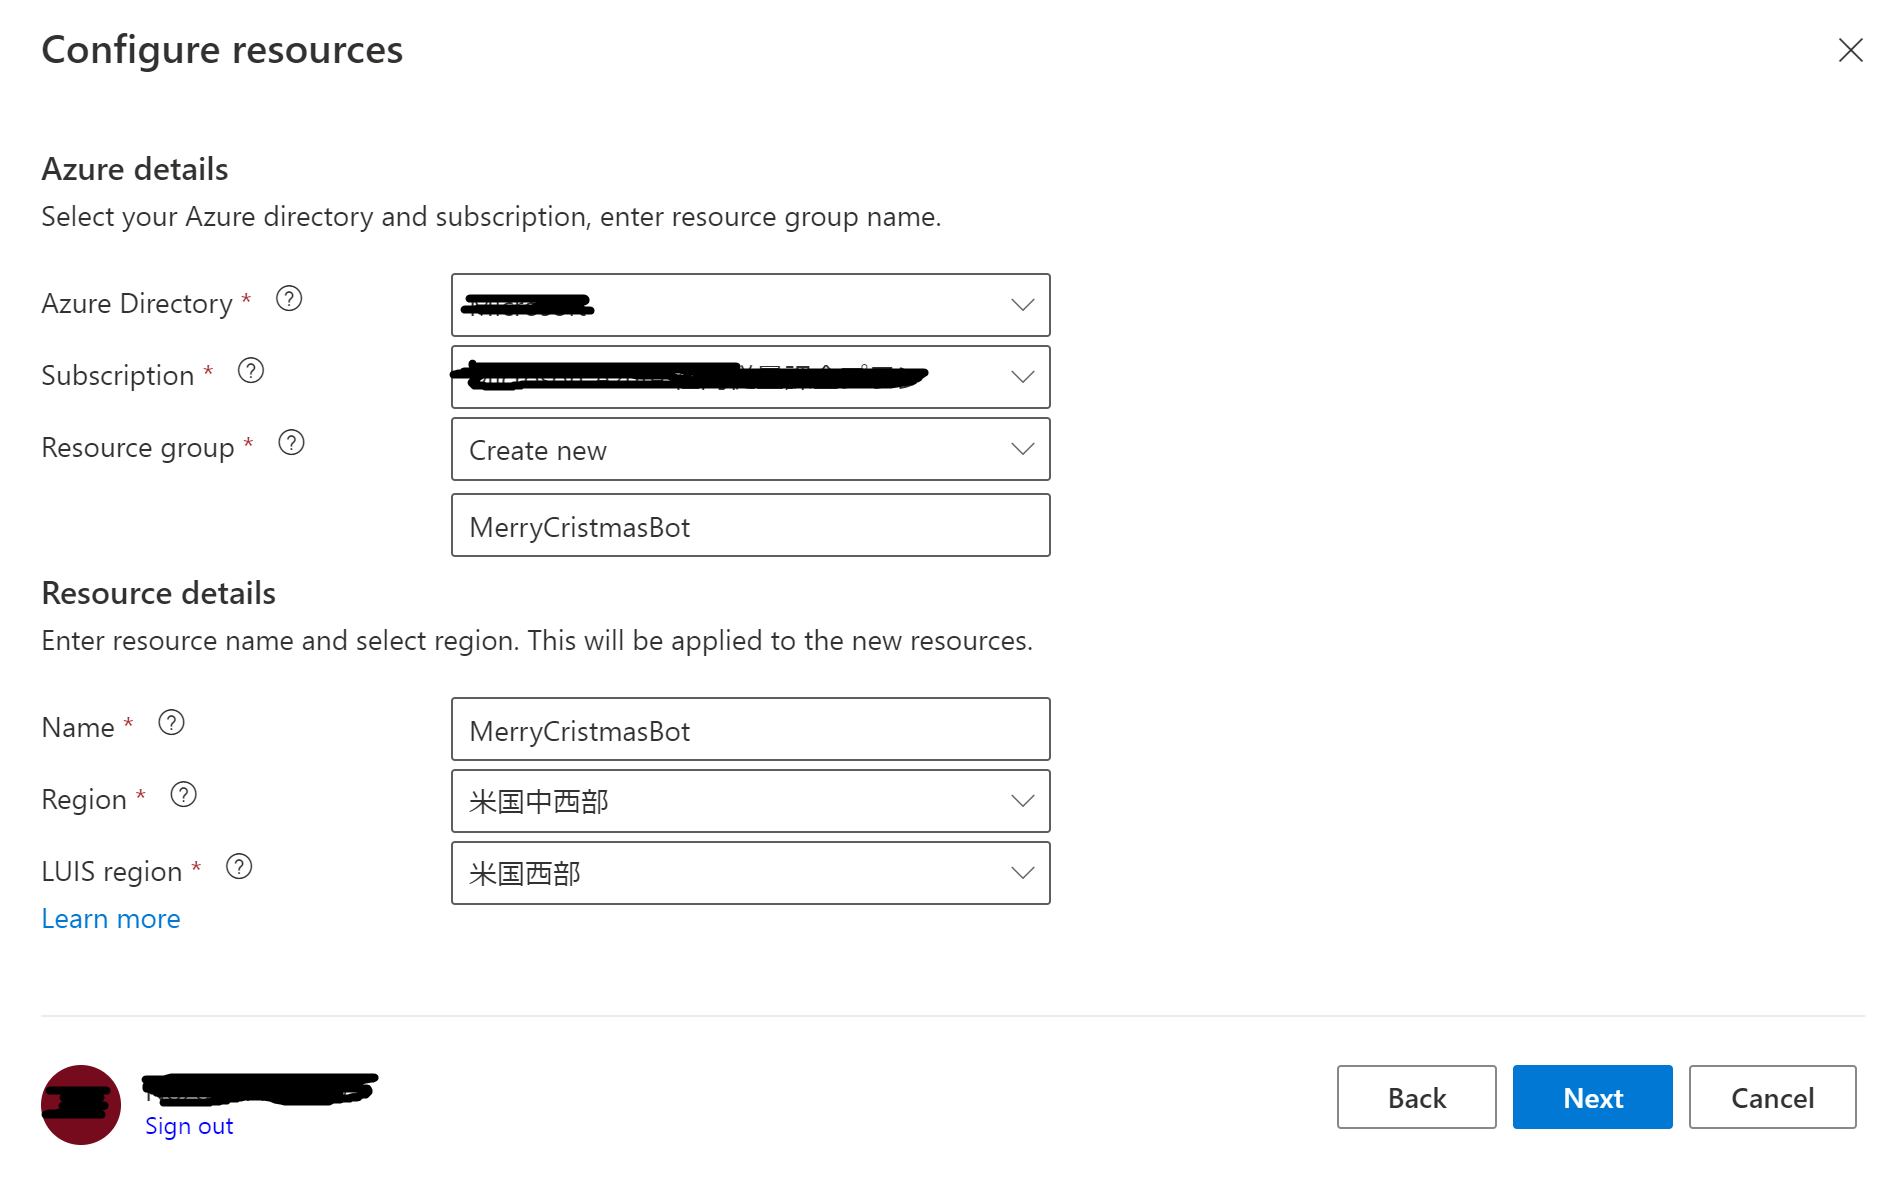 Configure resources
Azure details
Select your Azure directory and subscription, enter resource group name.
Azure Directory *
Subscription *
Resource group *
Create new
MerryCristmasBot
Resource details
Enter resource name and select region. This will be applied to the new resources.
Name *
MerryCristmasBot
Region *
米国中西部
LUIS region *
米国西部
Learn more
Sign out
Back
Next
Cancel